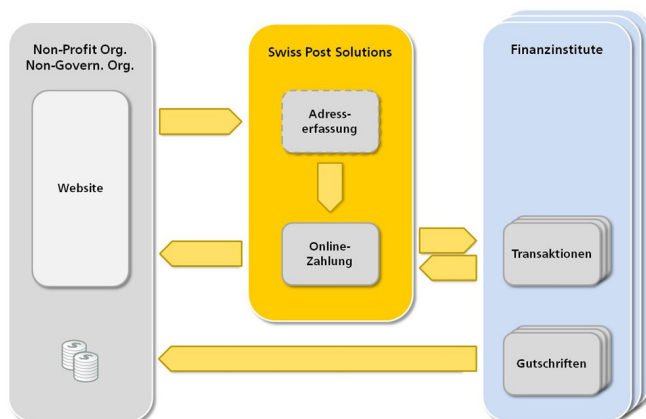 Non-Profit Org.
Non-Govern. Org.
Website
Swiss Post Solutions
Adress-
erfassung
Online-
Zahlung
Finanzinstitute
Transaktionen
Gutschriften